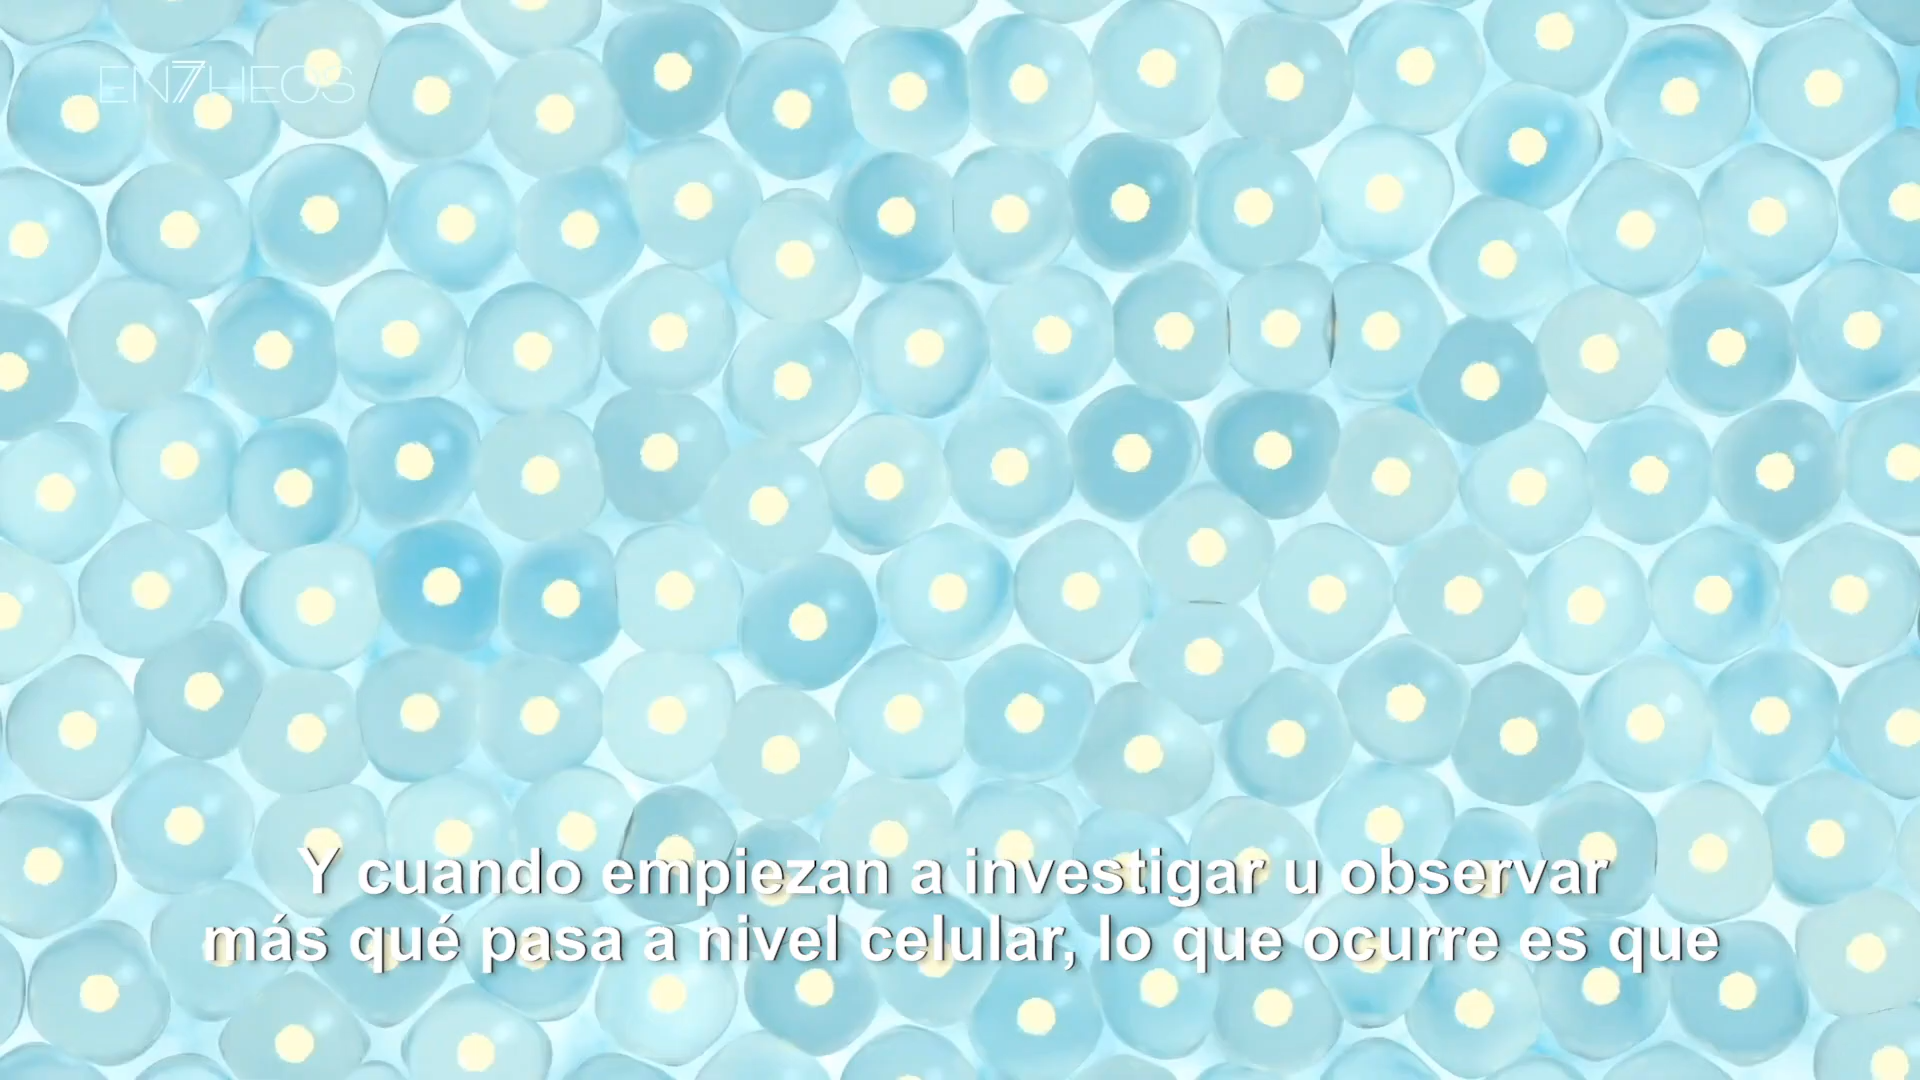 EN7HEOS
Y cuando empiezan a investigar u observar
más qué pasa a nivel celular, lo que ocurre es que